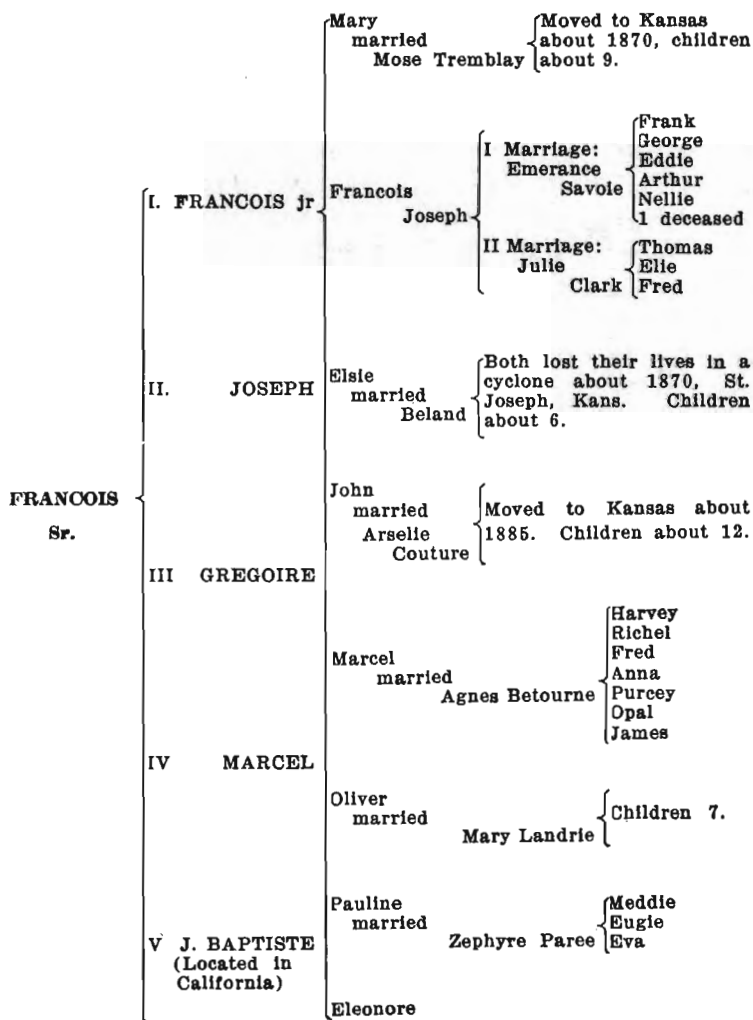 Mary
married
Mose Tremblay
Moved to Kansas
about 1870, children
about 9.
I. FRANCOIS jr
Francois
Joseph
I Marriage:
Emerance
Savoie
Frank
George
Eddie
Arthur
Nellie
1 deceased
II Marriage:
Julie
Clark
Thomas
Elie
Fred
II. JOSEPH
Elsie
married
Beland
Both lost their lives in a
cyclone about 1870, St.
Joseph, Kans. Children
about 6.
FRANCOIS
Sr.
John
married
Arselie
Couture
Moved to Kansas about
1885. Children about 12.
III GREGOIRE
Marcel
married
Agnes Betourne
Harvey
Richel
Fred
Anna
Purcey
Opal
James
IV MARCEL
Oliver
married
Mary Landrie
Children 7.
V J. BAPTISTE
(Located in
California)
Pauline
married
Zephyre Paree
Meddie
Eugie
Eva
Eleonore